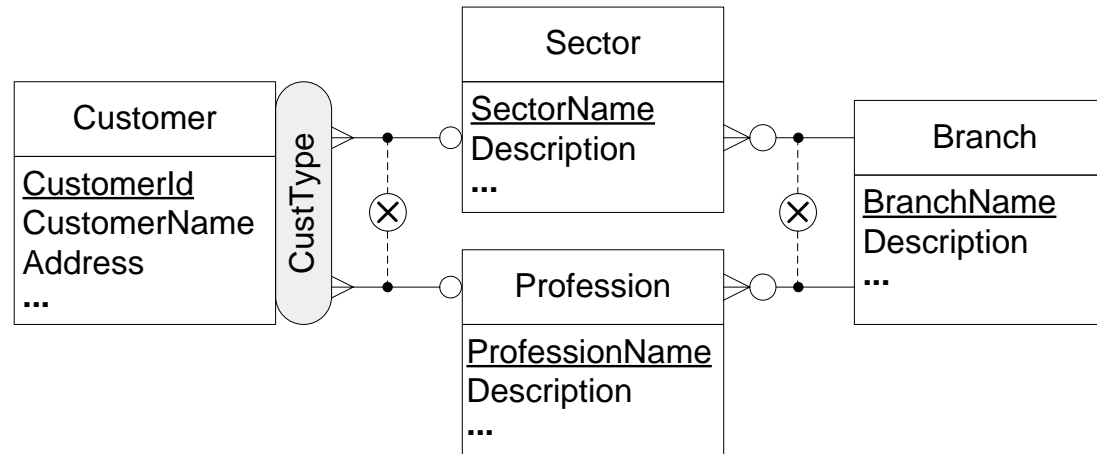 Customer
CustomerId
CustomerName
Address
...
CustType
Sector
SectorName
Description
...
Profession
ProfessionName
Description
...
Branch
BranchName
Description
...